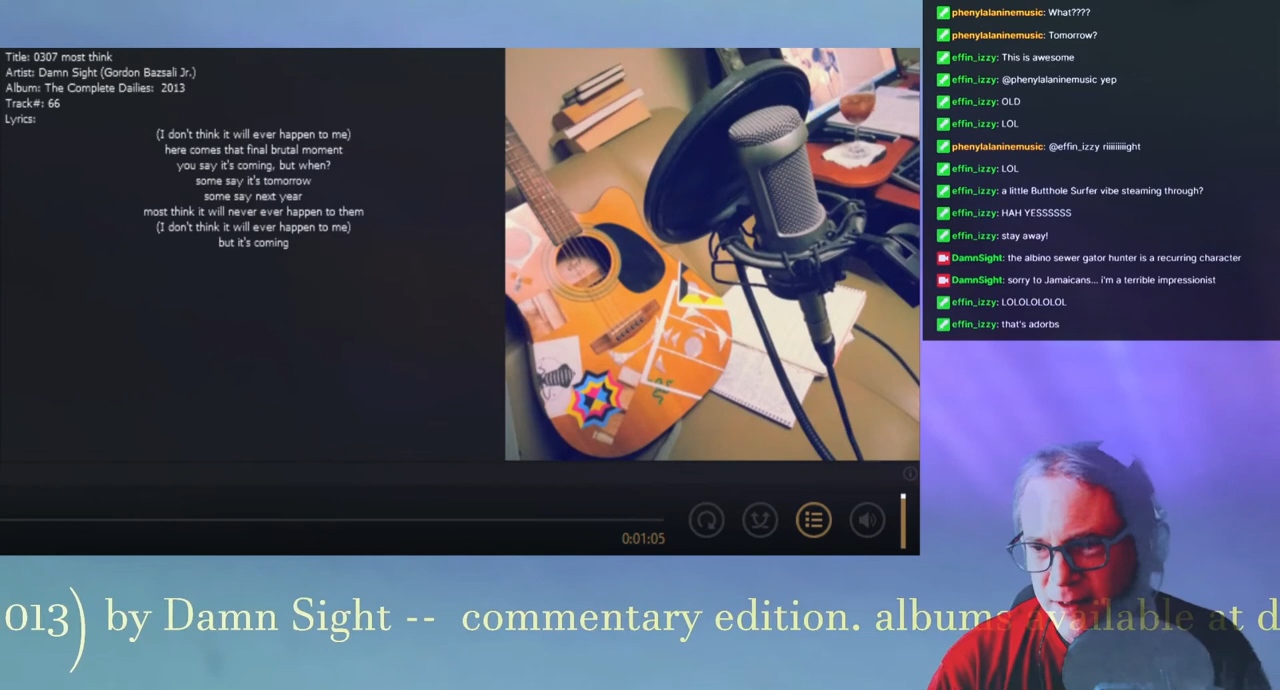 Title: 0307 most think
Artist: Damn Sight (Gordon Bazsali Jr.)
Album: The Complete Dailies:  2013
Track#: 66
Lyrics:
(I don't think it will ever happen to me)
here comes that final brutal moment
you say it's coming, but when?
some say it's tomorrow
some say next year
most think it will never ever happen to them
(I don't think it will ever happen to me)
but it's coming
0:01:05
phenylalaninemusic: What????
phenylalaninemusic: Tomorrow?
effin_izzy: This is awesome
effin_izzy: @phenylalaninemusic yep
effin_izzy: OLD
effin_izzy: LOL
phenylalaninemusic: @effin_izzy riiiiiiiiight
effin_izzy: LOL
effin_izzy: a little Butthole Surfer vibe steaming through?
effin_izzy: HAH YESSSSSS
effin_izzy: stay away!
DamnSight: the albino sewer gator hunter is a recurring character
DamnSight: sorry to Jamaicans... i'm a terrible impressionist
effin_izzy: LOLOLOLOLOL
effin_izzy: that's adorbs
013) by Damn Sight -- commentary edition. albums available at d